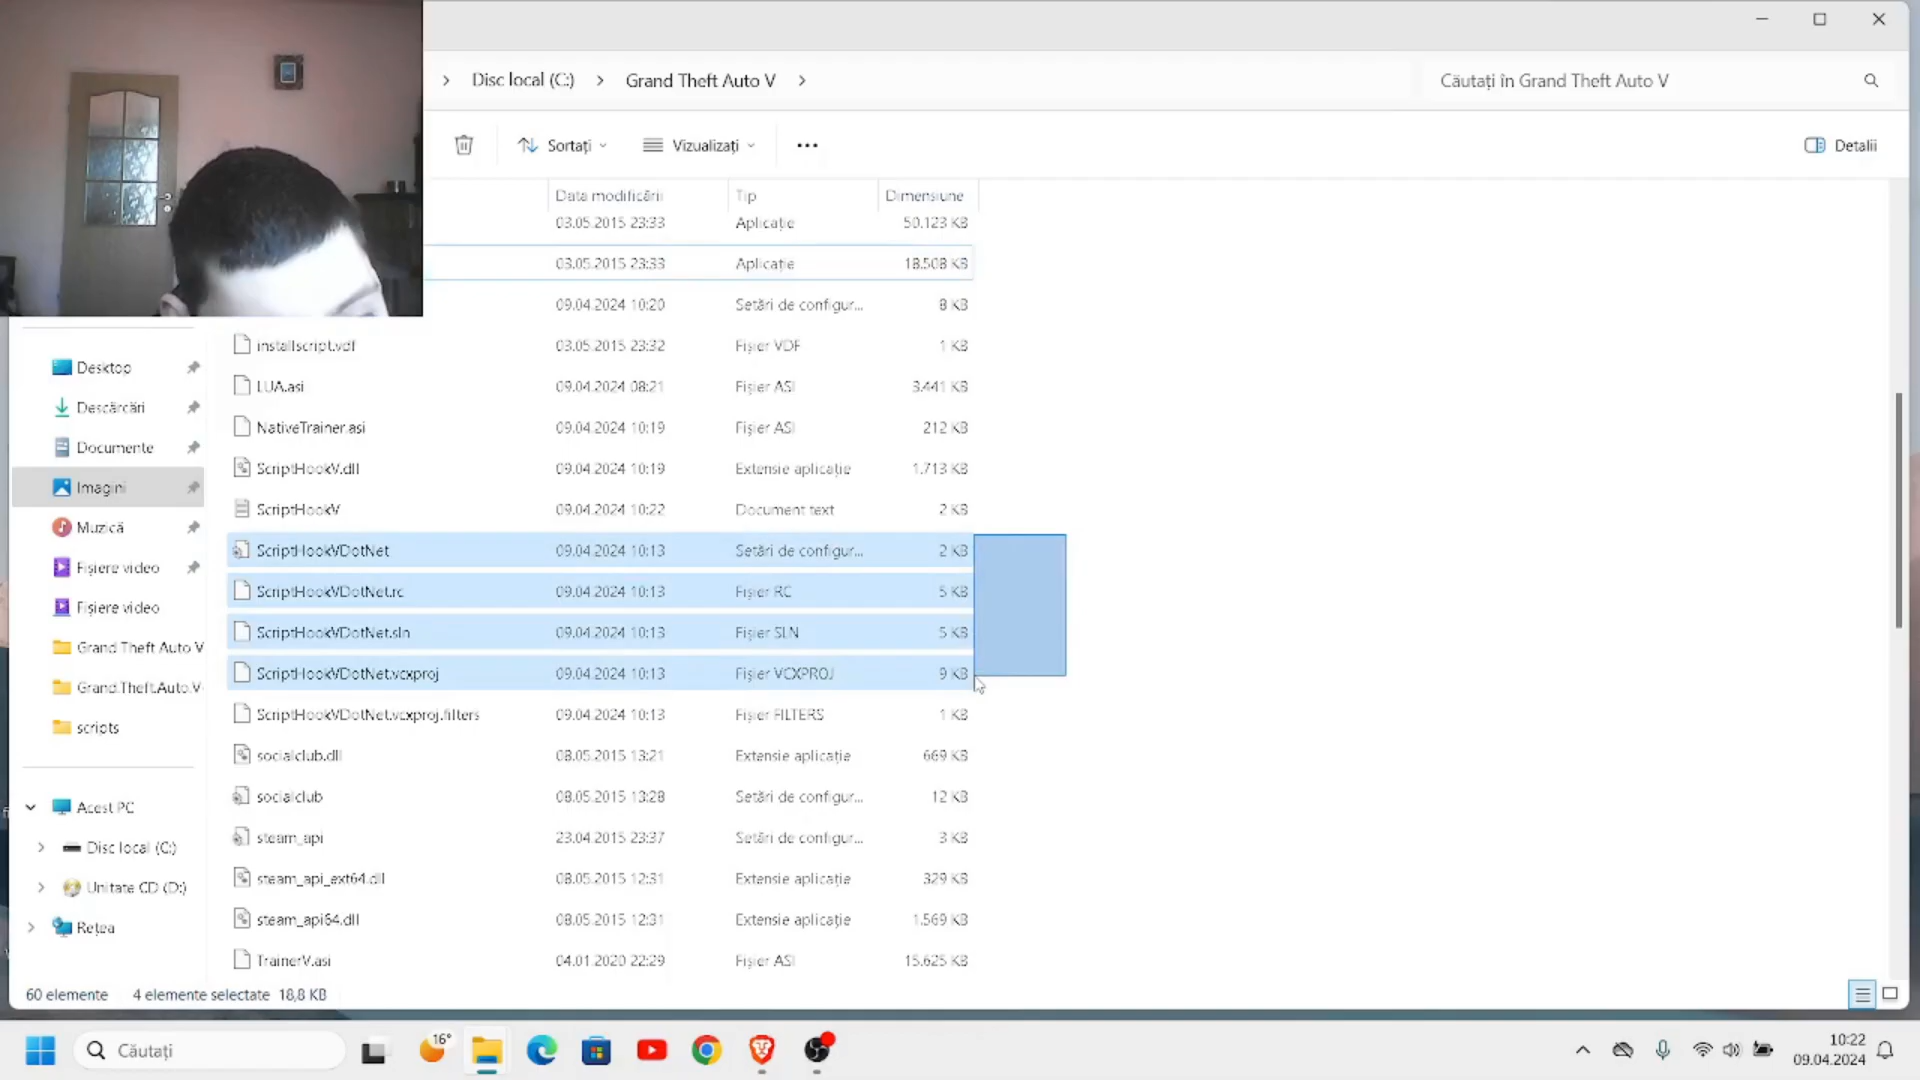 Disc local (C:) Grand Theft Auto V
Căutați în Grand Theft Auto V
Sortați Vizualizați ••• Detalii
Data modificării Tip Dimensiune
03.05.2015 23:33 Aplicație 50.123 KB
03.05.2015 23:33 Aplicație 18.508 KB
09.04.2024 10:20 Setări de configur... 8 KB
installscript.vdf 03.05.2015 23:32 Fișier VDF 1 KB
LUA.asi 09.04.2024 08:21 Fișier ASI 3.441 KB
NativeTrainer.asi 09.04.2024 10:19 Fișier ASI 212 KB
ScriptHookV.dll 09.04.2024 10:19 Extensie aplicație 1.713 KB
ScriptHookV 09.04.2024 10:22 Document text 2 KB
ScriptHookVDotNet 09.04.2024 10:13 Setări de configur... 2 KB
ScriptHookVDotNet.rc 09.04.2024 10:13 Fișier RC 5 KB
ScriptHookVDotNet.sln 09.04.2024 10:13 Fișier SLN 5 KB
ScriptHookVDotNet.vcxproj 09.04.2024 10:13 Fișier VCXPROJ 9 KB
ScriptHookVDotNet.vcxproj.filters 09.04.2024 10:13 Fișier FILTERS 1 KB
socialclub.dll 08.05.2015 13:21 Extensie aplicație 669 KB
socialclub 08.05.2015 13:28 Setări de configur... 12 KB
steam_api 23.04.2015 23:37 Setări de configur... 3 KB
steam_api_ext64.dll 08.05.2015 12:31 Extensie aplicație 329 KB
steam_api64.dll 08.05.2015 12:31 Extensie aplicație 1.569 KB
TrainerV.asi 04.01.2020 22:29 Fișier ASI 15.625 KB
Desktop
Descărcări
Documente
Imagini
Muzică
Fișiere video
Fișiere video
Grand Theft Auto V
Grand.Theft.Auto.V
scripts
Acest PC
Disc local (C:)
Unitate CD (D:)
Rețea
60 elemente 4 elemente selectate 18,8 KB
Căutați
16°
10:22
09.04.2024